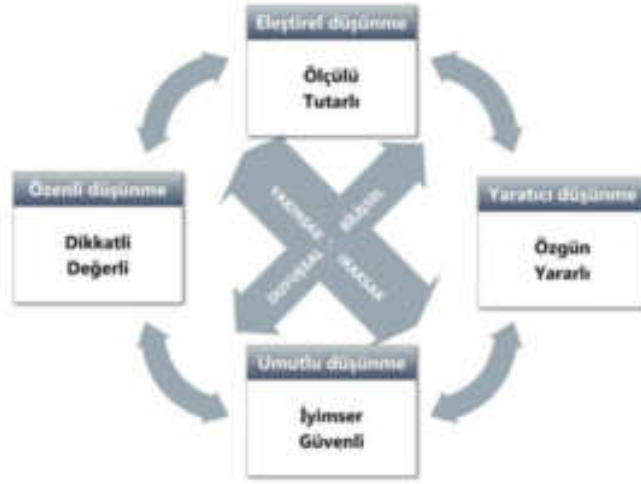 Eleştirel düşünme
Ölçülü
Tutarlı
Özenli düşünme
Dikkatli
Değerli
Yaratıcı düşünme
Özgün
Yararlı
YAKINSAK
BİLİŞSEL
DUYUŞSAL
IRAKSAK
Umutlu düşünme
İyimser
Güvenli